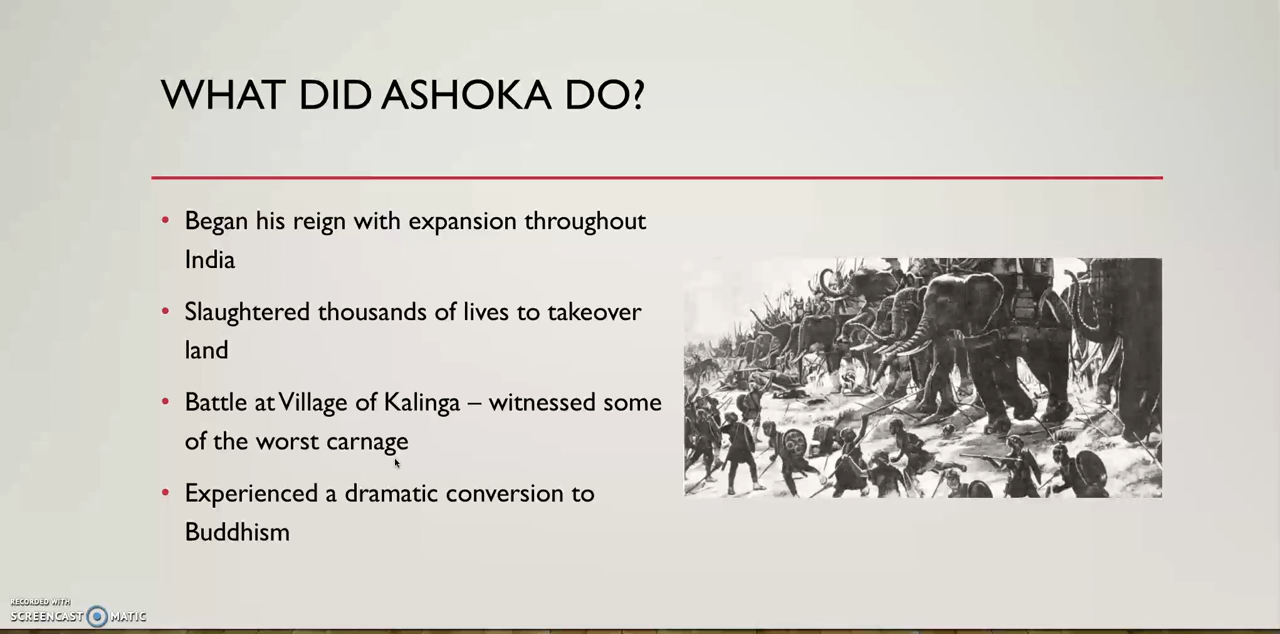 WHAT DID ASHOKA DO?
• Began his reign with expansion throughout
India
• Slaughtered thousands of lives to takeover
land
• Battle at Village of Kalinga – witnessed some
of the worst carnage
• Experienced a dramatic conversion to
Buddhism
RECORDED WITH
SCREENCAST MATIC